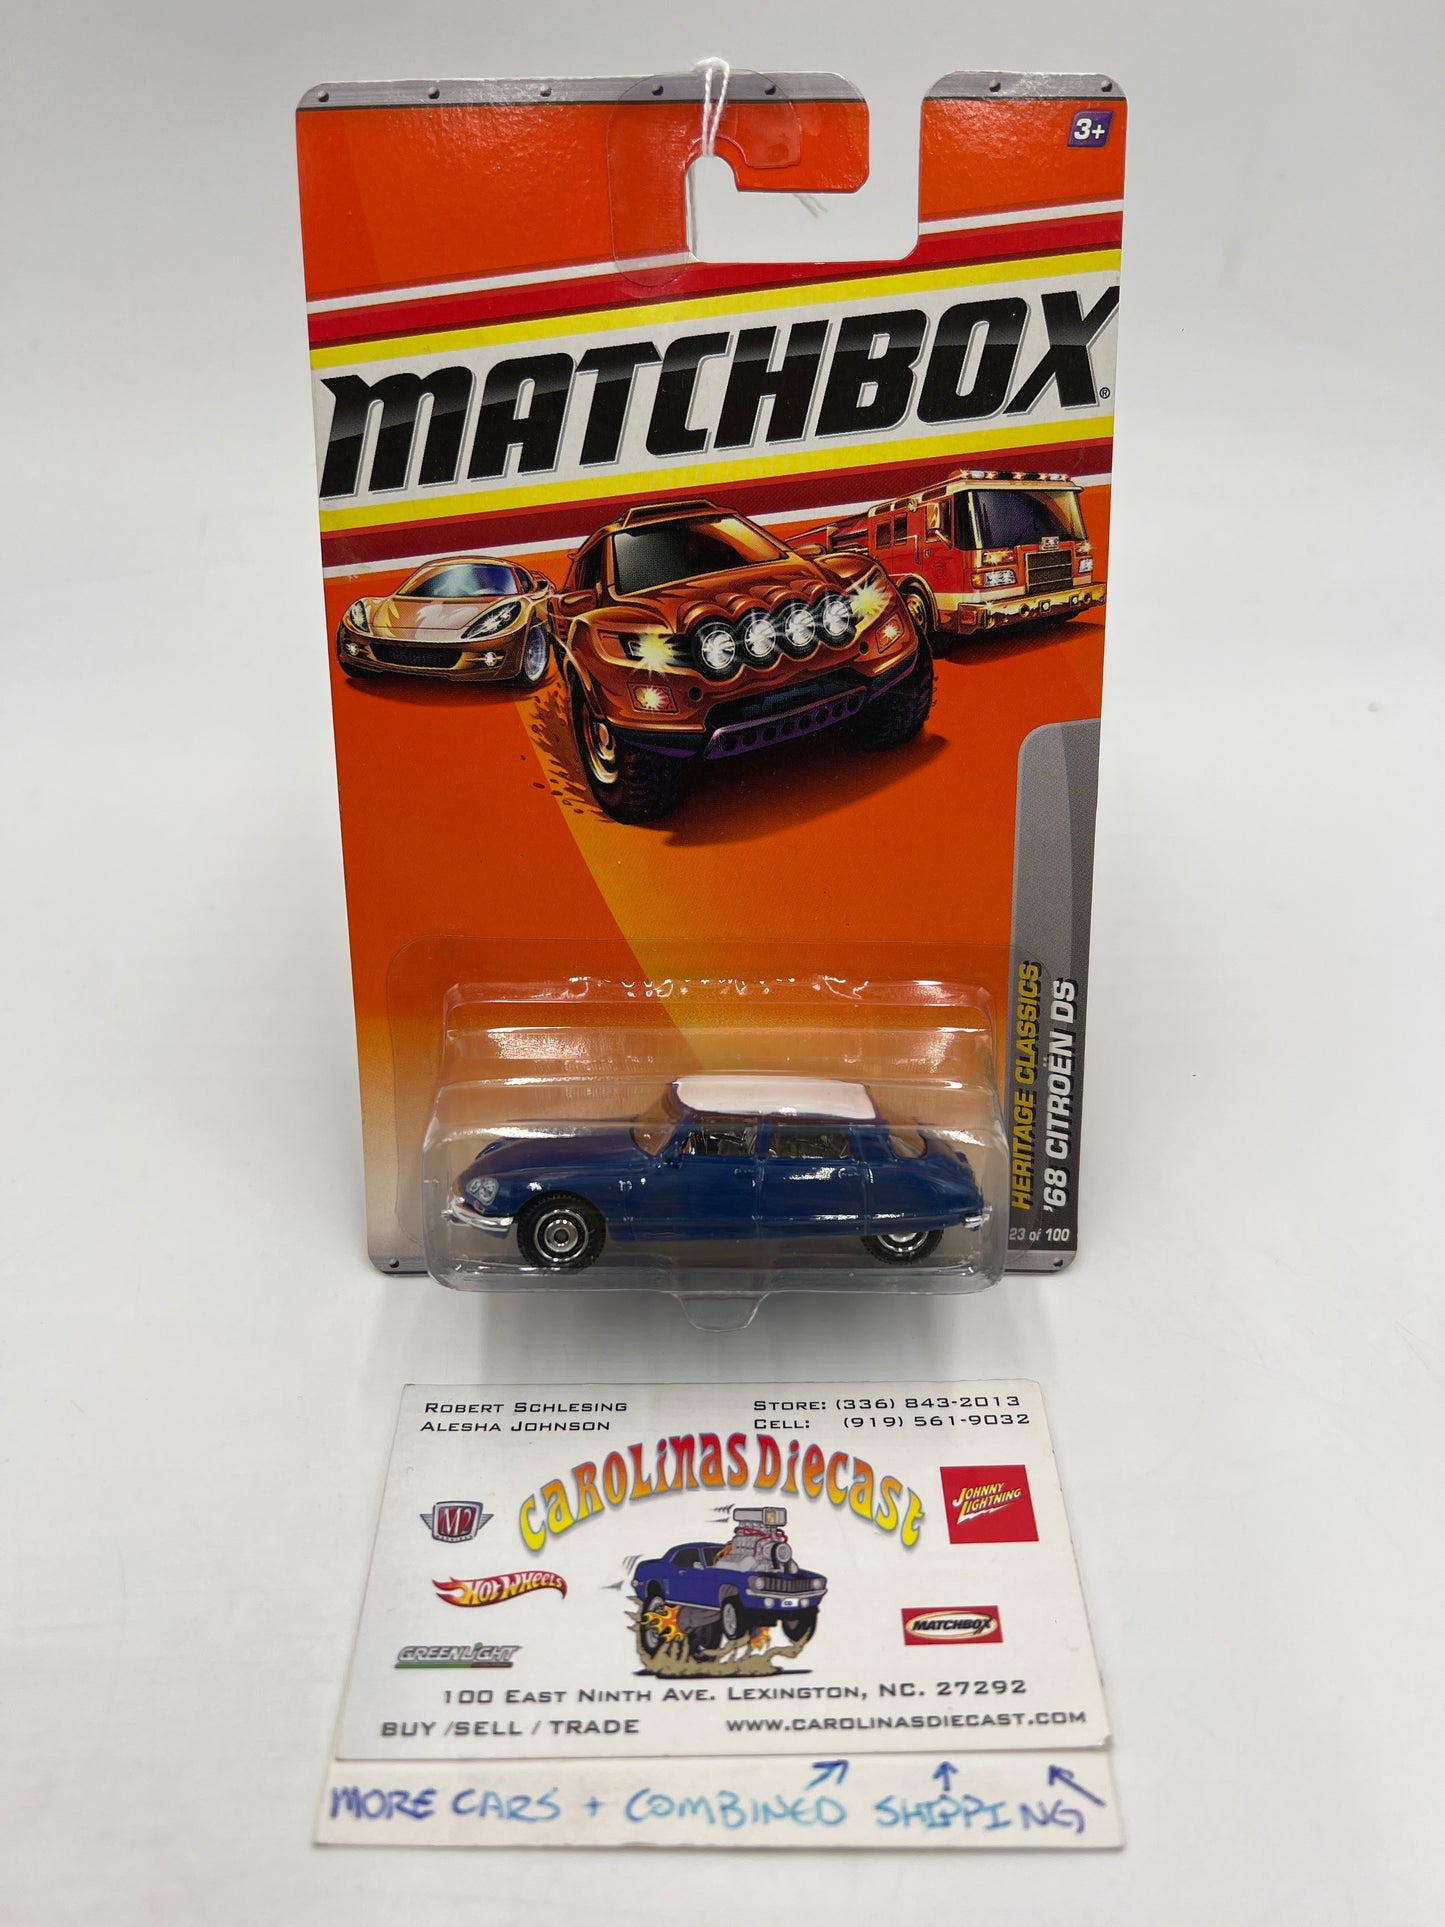 3+
MATCHBOX®
HERITAGE CLASSICS
'68 CITROËN DS
23 of 100
ROBERT SCHLESING
ALESHA JOHNSON
STORE: (336) 843-2013
CELL: (919) 561-9032
CAROLINAS DIECAST
M2
JOHNNY LIGHTNING
HOT WHEELS
MATCHBOX
GREENLIGHT
100 EAST NINTH AVE. LEXINGTON, NC. 27292
BUY /SELL / TRADE
WWW.CAROLINASDIECAST.COM
MORE CARS + COMBINED SHIPPING